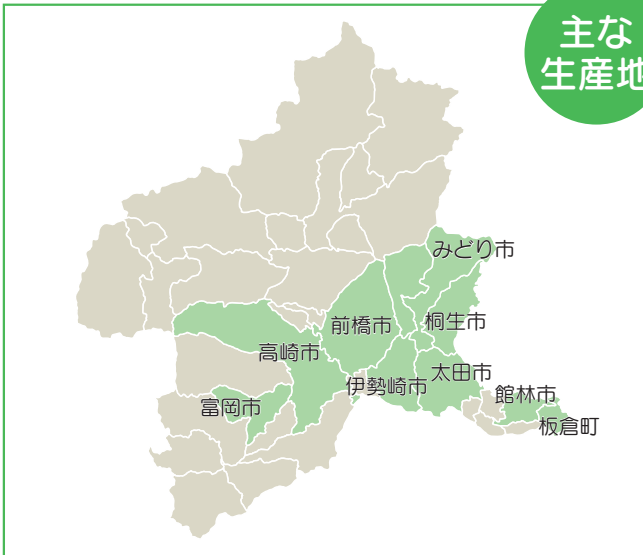 主な
生産地
みどり市
桐生市
前橋市
高崎市
太田市
伊勢崎市
館林市
富岡市
板倉町